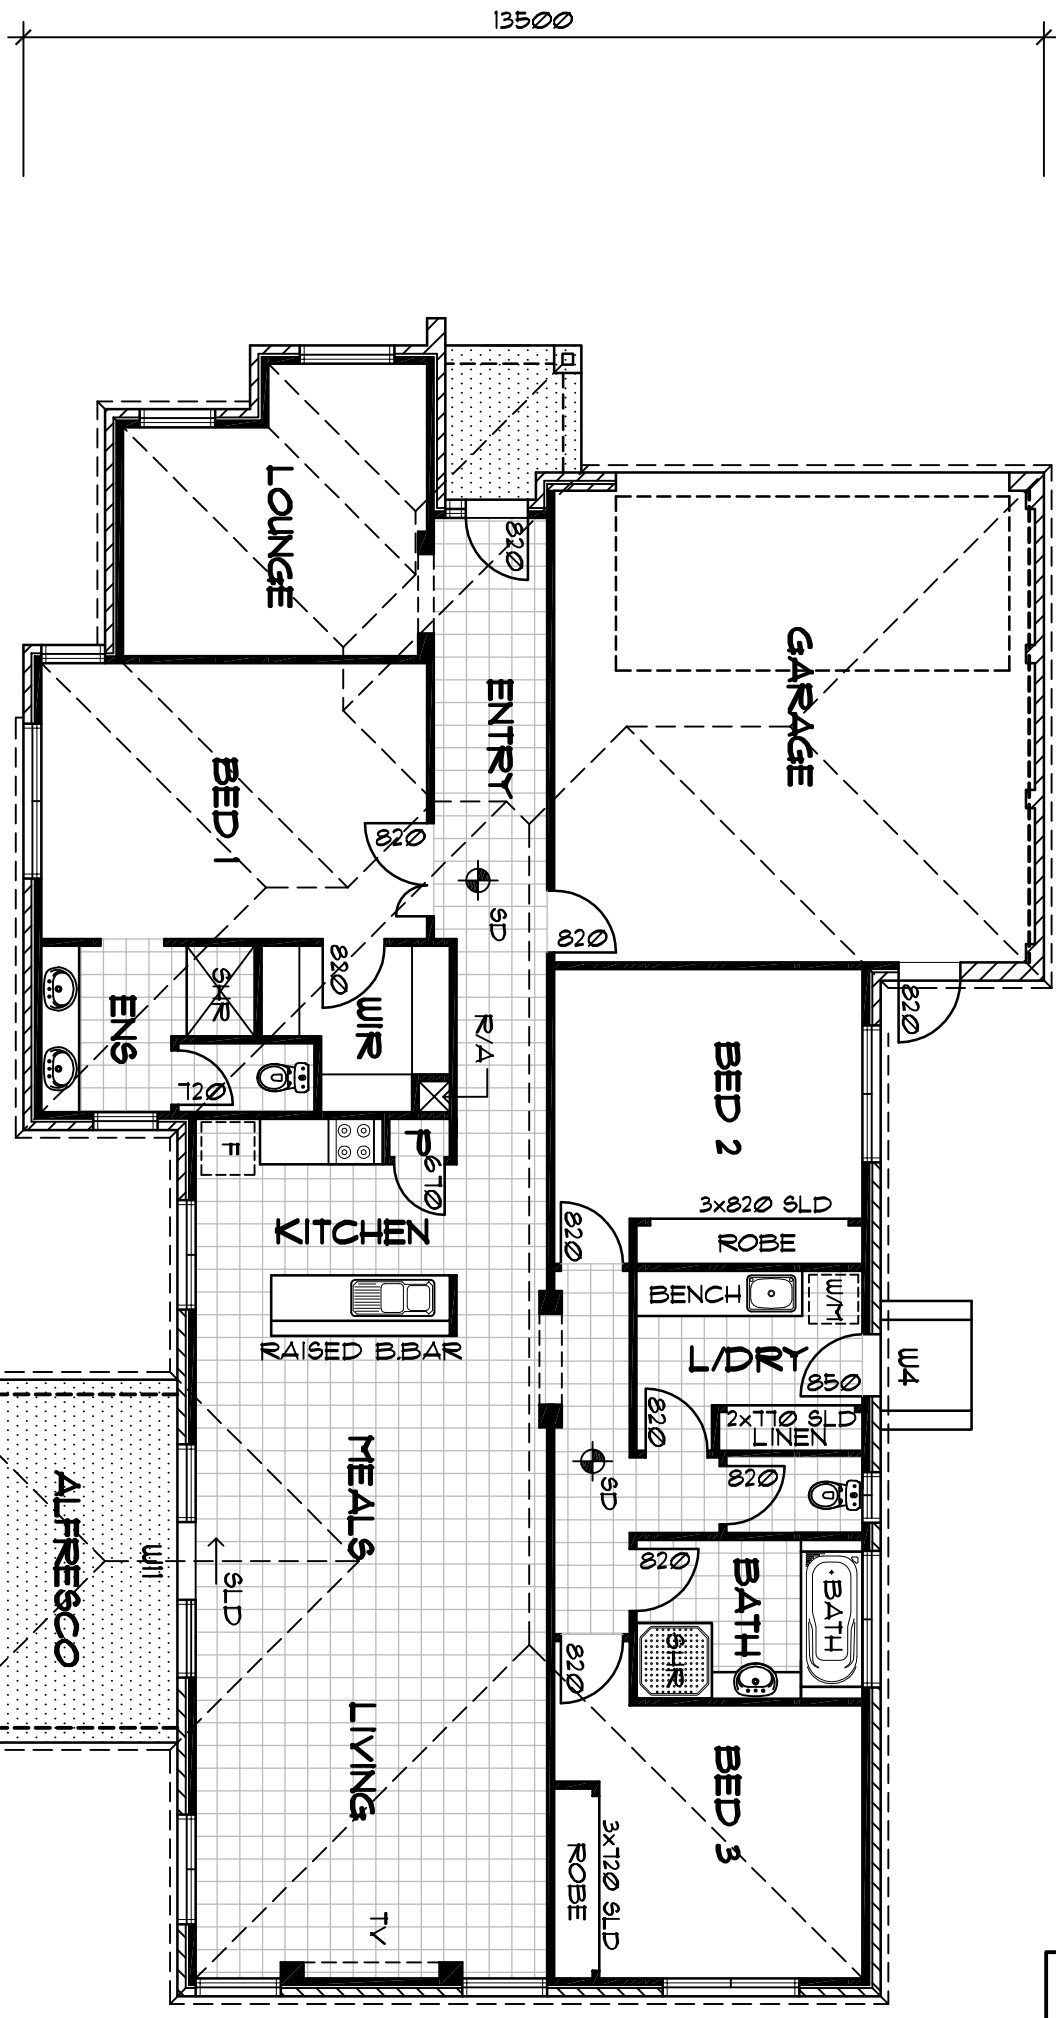 13500
LOUNGE
820
GARAGE
ENTRY
BED 1
820
SD
820
820
SHR
ENS
WIR
R/A
820
BED 2
720
F
P
670
3x820 SLD
KITCHEN
820
ROBE
BENCH
W/M
RAISED B.BAR
L/DRY
W4
850
820
2x770 SLD
LINEN
MEALS
820
ALFRESCO
SD
W11
SLD
820
BATH
BATH
SHR
820
LIVING
BED 3
3x720 SLD
ROBE
TV